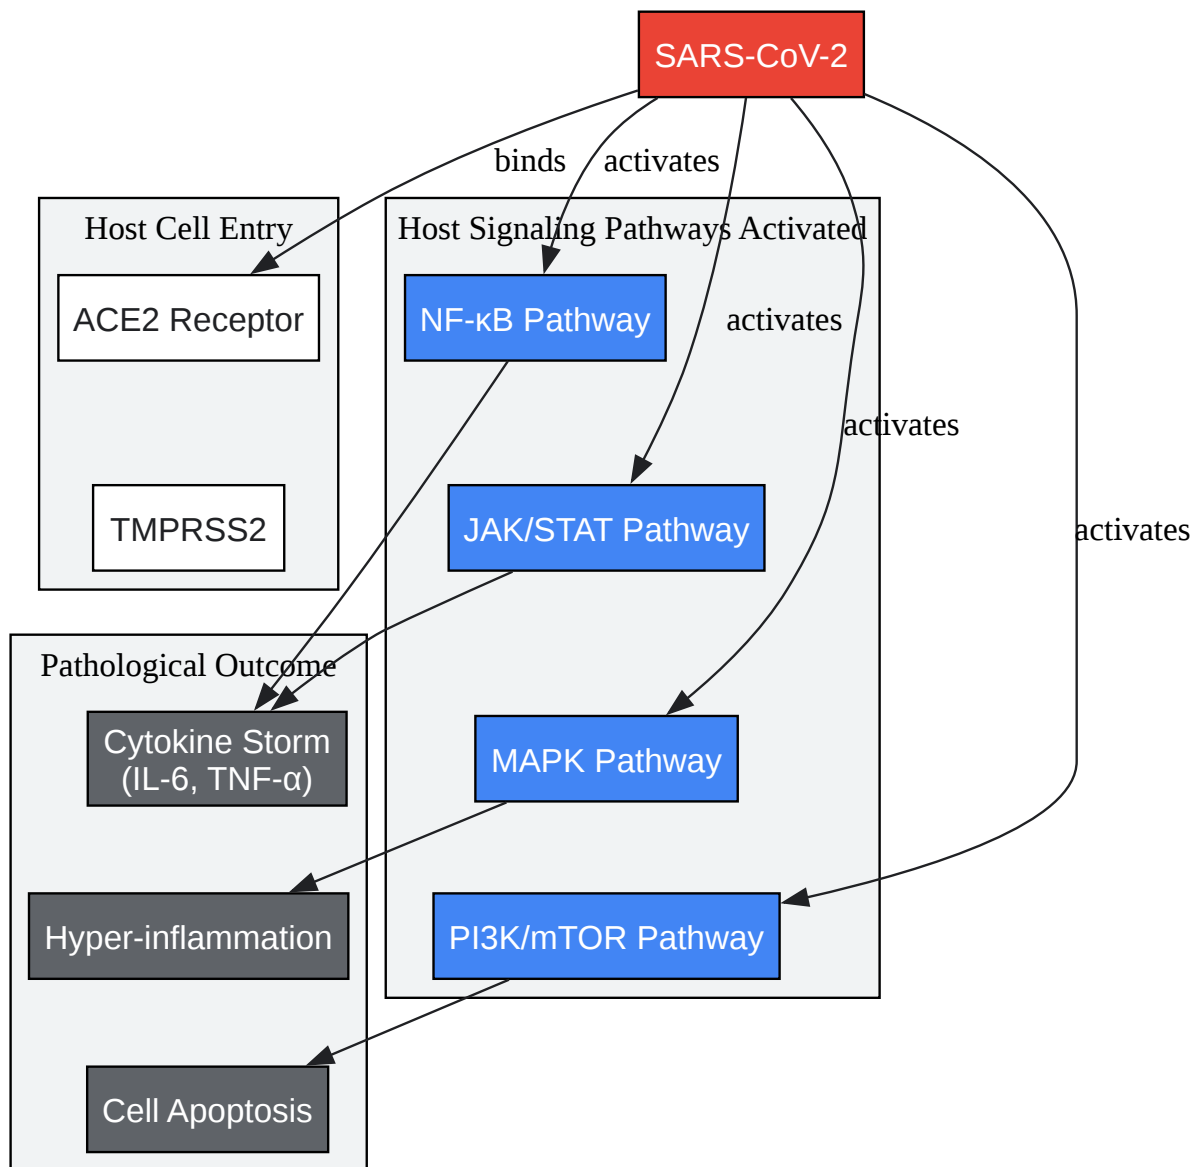 SARS-CoV-2
binds
activates
Host Cell Entry
Host Signaling Pathways Activated
ACE2 Receptor
NF-κB Pathway
activates
activates
TMPRSS2
JAK/STAT Pathway
activates
Pathological Outcome
Cytokine Storm
(IL-6, TNF-α)
MAPK Pathway
Hyper-inflammation
PI3K/mTOR Pathway
Cell Apoptosis